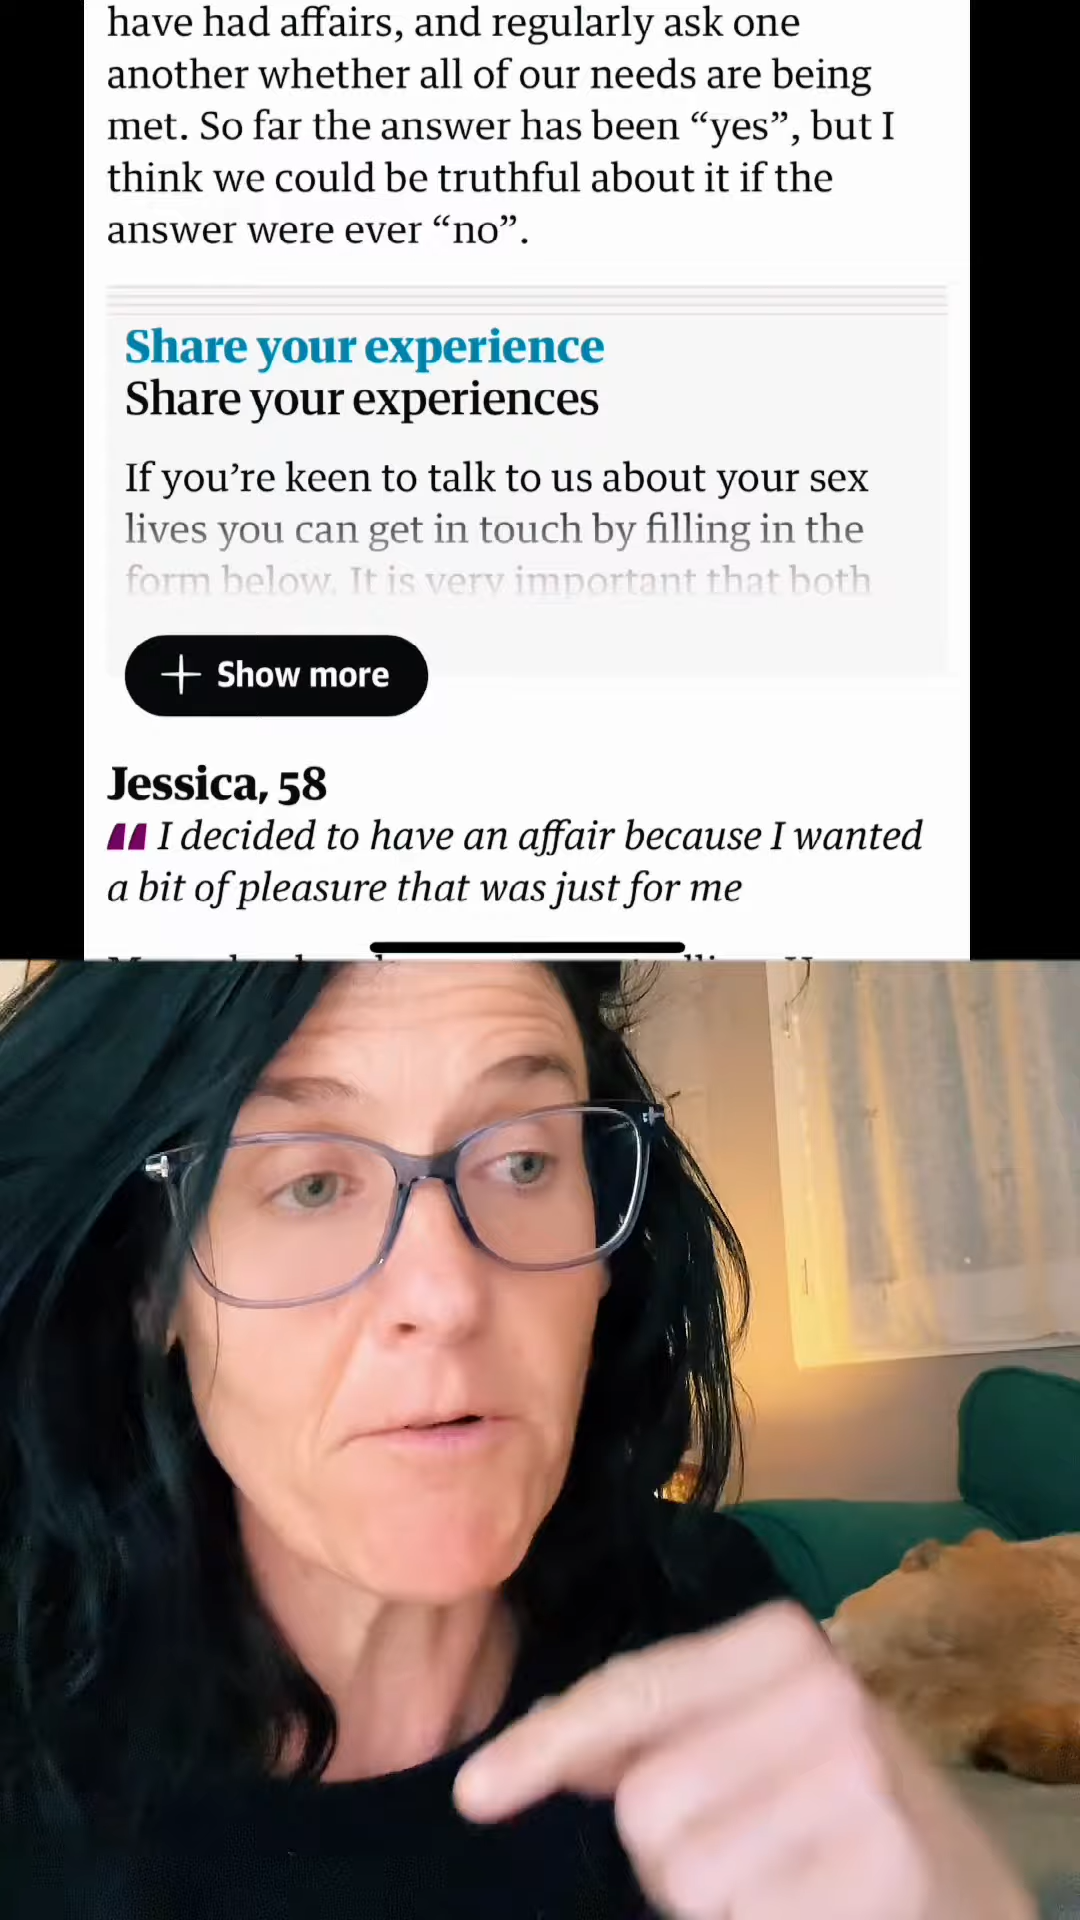 have had affairs, and regularly ask one
another whether all of our needs are being
met. So far the answer has been “yes”, but I
think we could be truthful about it if the
answer were ever “no”.
Share your experience
Share your experiences
If you’re keen to talk to us about your sex
lives you can get in touch by filling in the
form below. It is very important that both
Show more
Jessica, 58
I decided to have an affair because I wanted
a bit of pleasure that was just for me